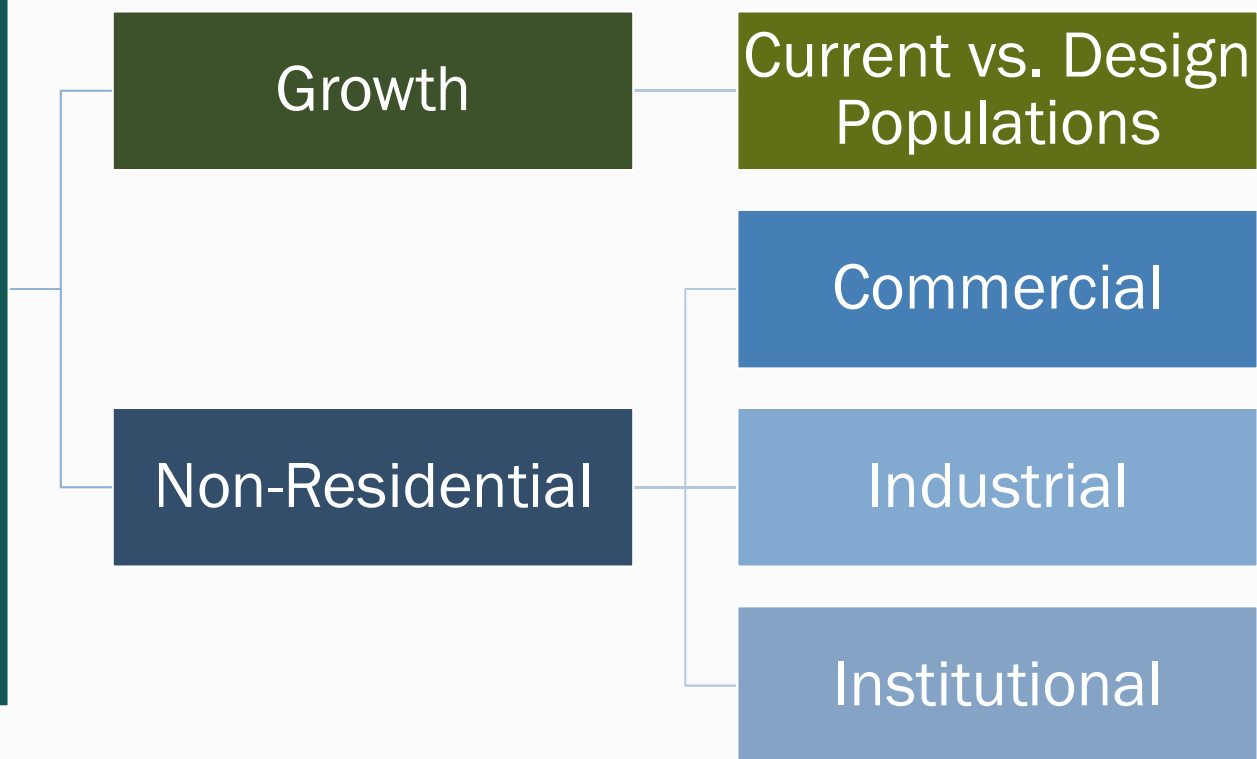 Growth
Current vs. Design
Populations
Commercial
Non-Residential
Industrial
Institutional